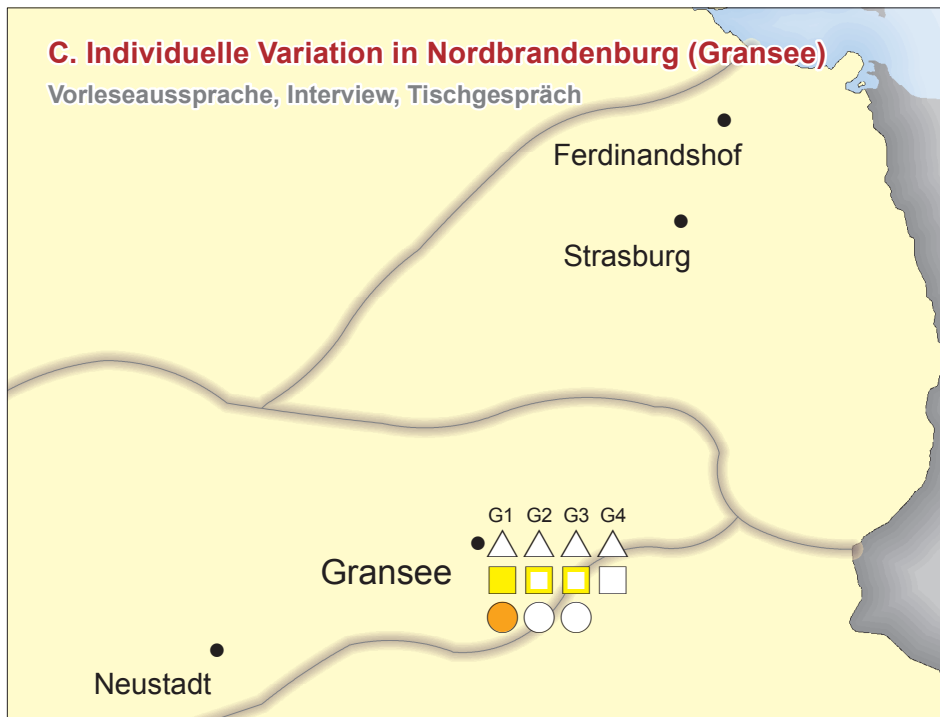 C. Individuelle Variation in Nordbrandenburg (Gransee)
Vorleseaussprache, Interview, Tischgespräch
Ferdinandshof
Strasburg
G1 G2 G3 G4
Gransee
Neustadt